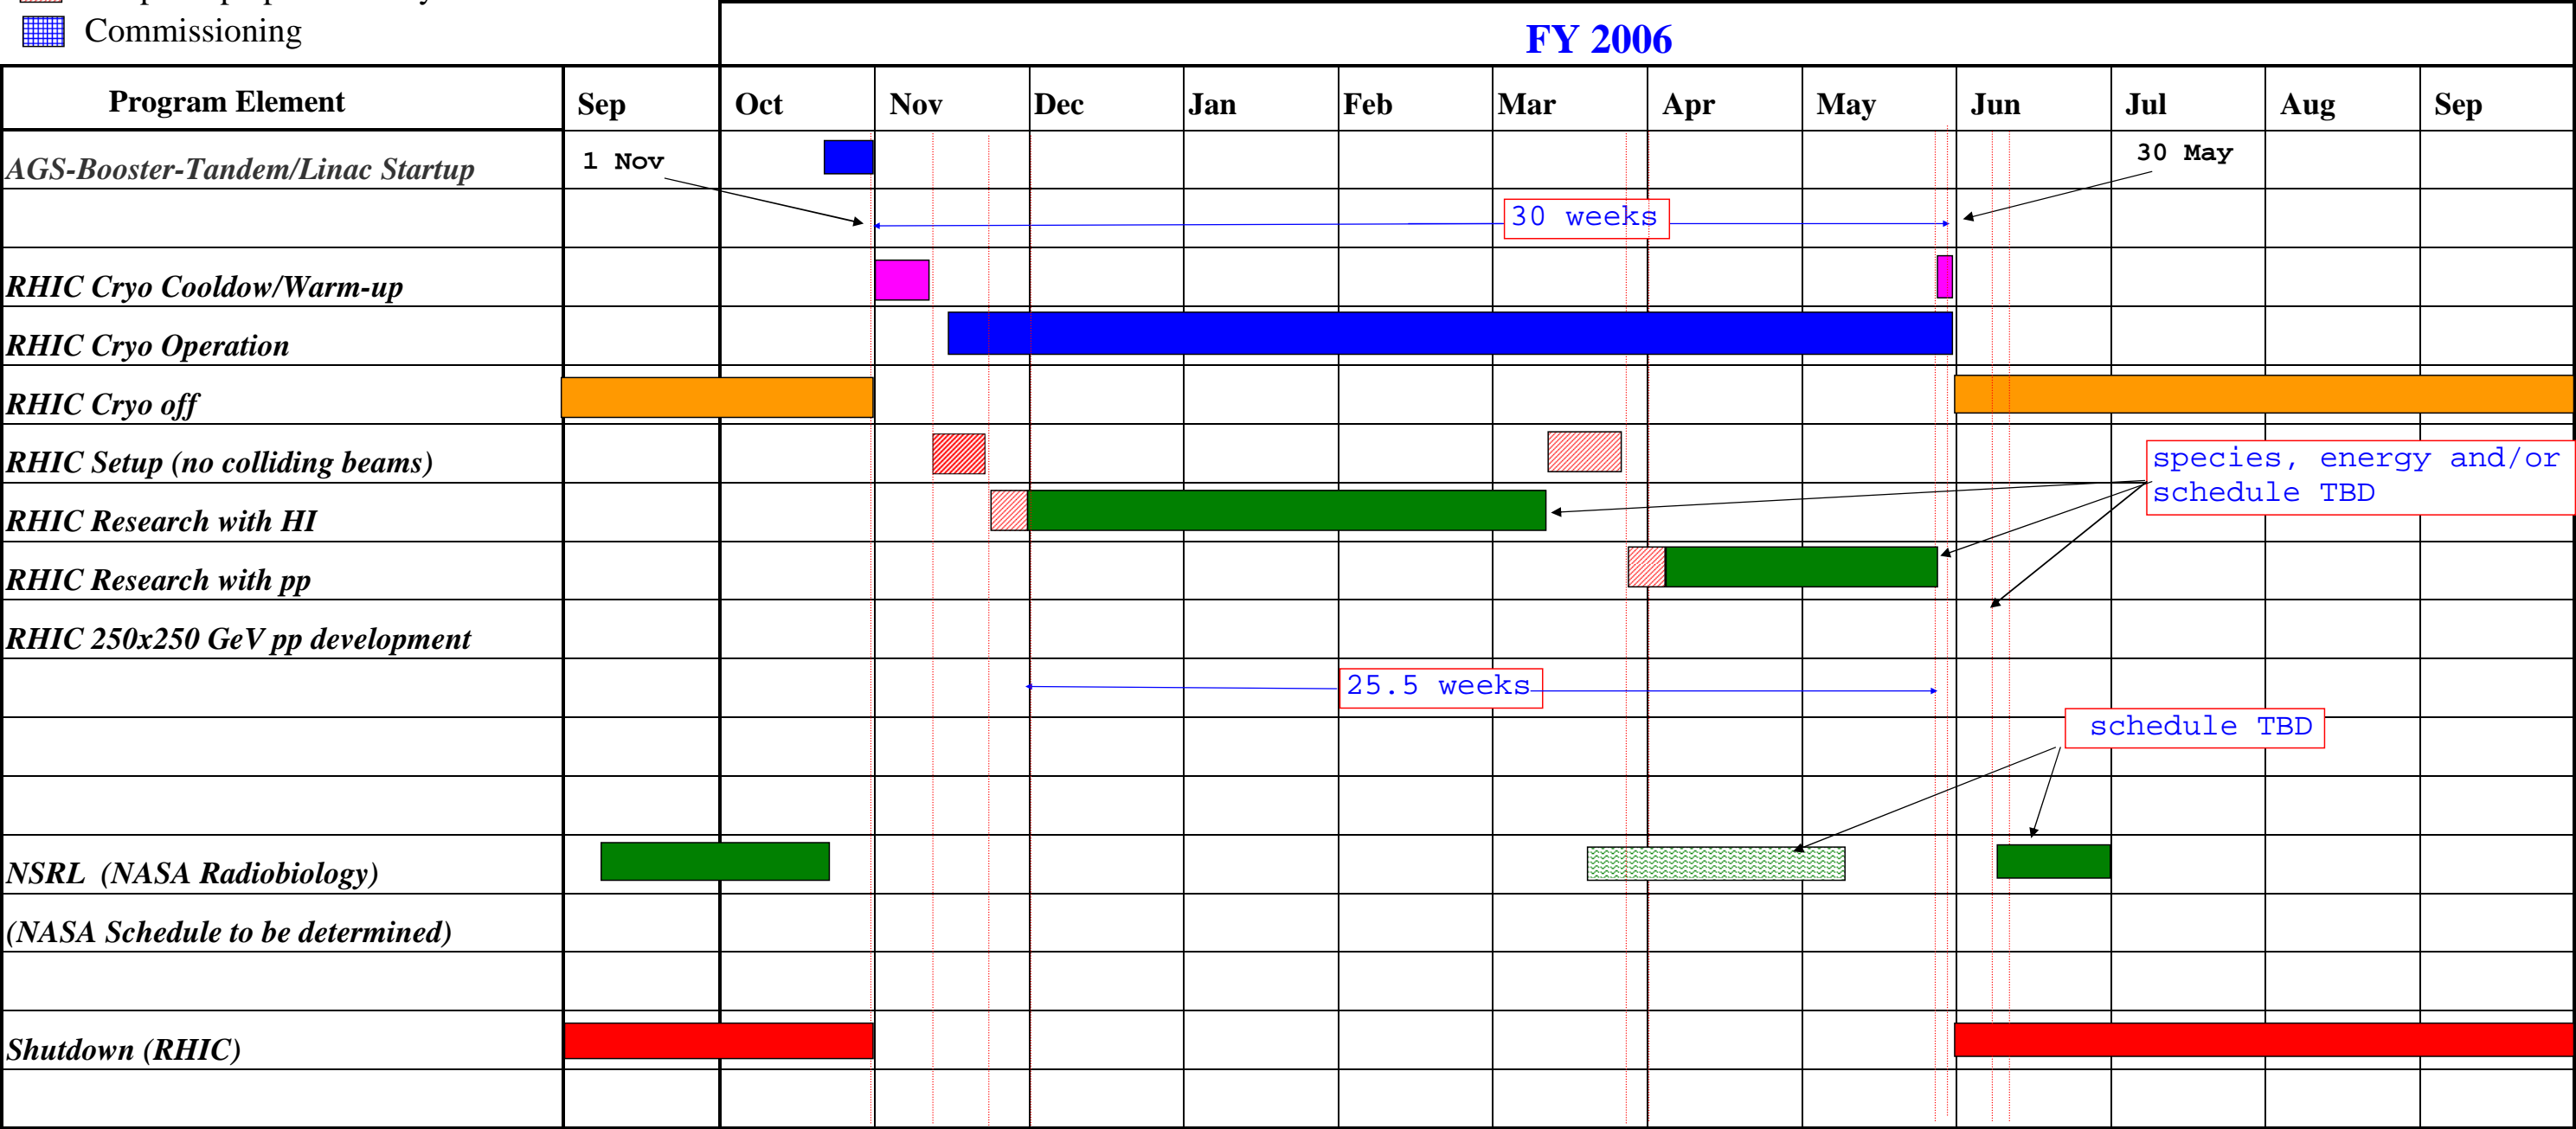 Commissioning
FY 2006
Program Element Sep Oct Nov Dec Jan Feb Mar Apr May Jun Jul Aug Sep
AGS-Booster-Tandem/Linac Startup
1 Nov
30 May
30 weeks
RHIC Cryo Cooldow/Warm-up
RHIC Cryo Operation
RHIC Cryo off
RHIC Setup (no colliding beams)
species, energy and/or
schedule TBD
RHIC Research with HI
RHIC Research with pp
RHIC 250x250 GeV pp development
25.5 weeks
schedule TBD
NSRL (NASA Radiobiology)
(NASA Schedule to be determined)
Shutdown (RHIC)